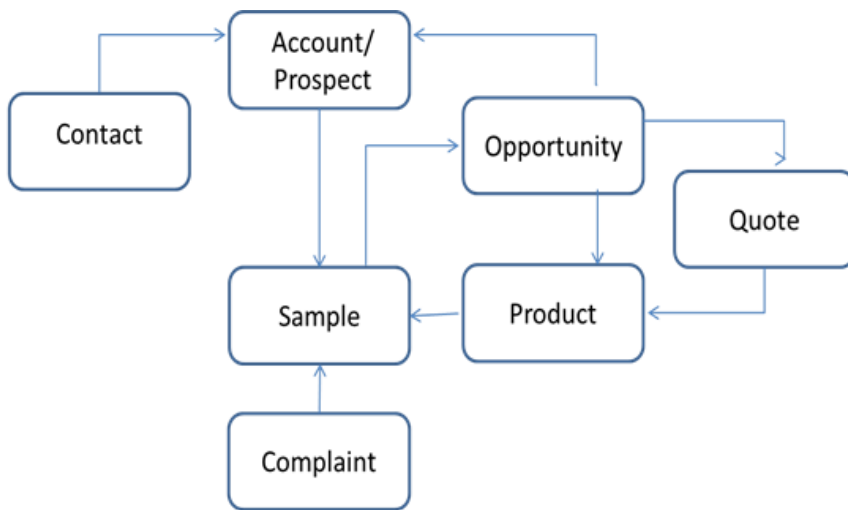 Account/
Prospect
Contact
Opportunity
Quote
Sample
Product
Complaint